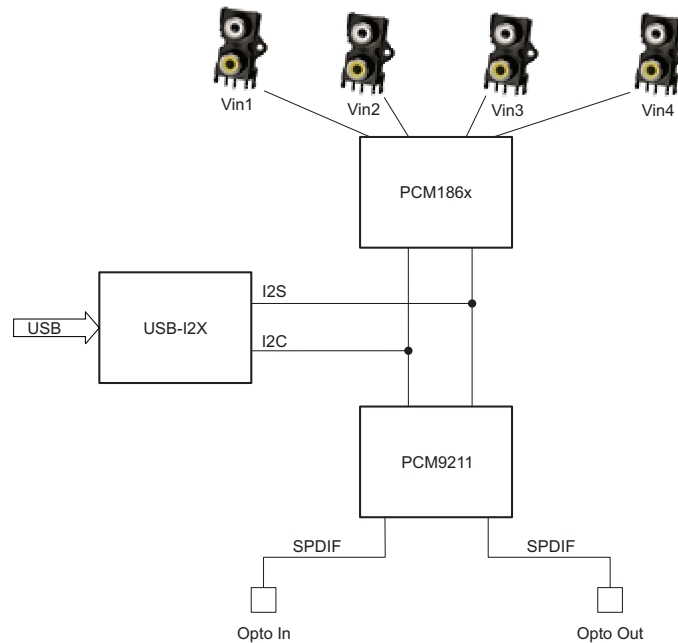 Vin1
Vin2
Vin3
Vin4
PCM186x
I2S
USB
USB-I2X
I2C
PCM9211
SPDIF
SPDIF
Opto In
Opto Out